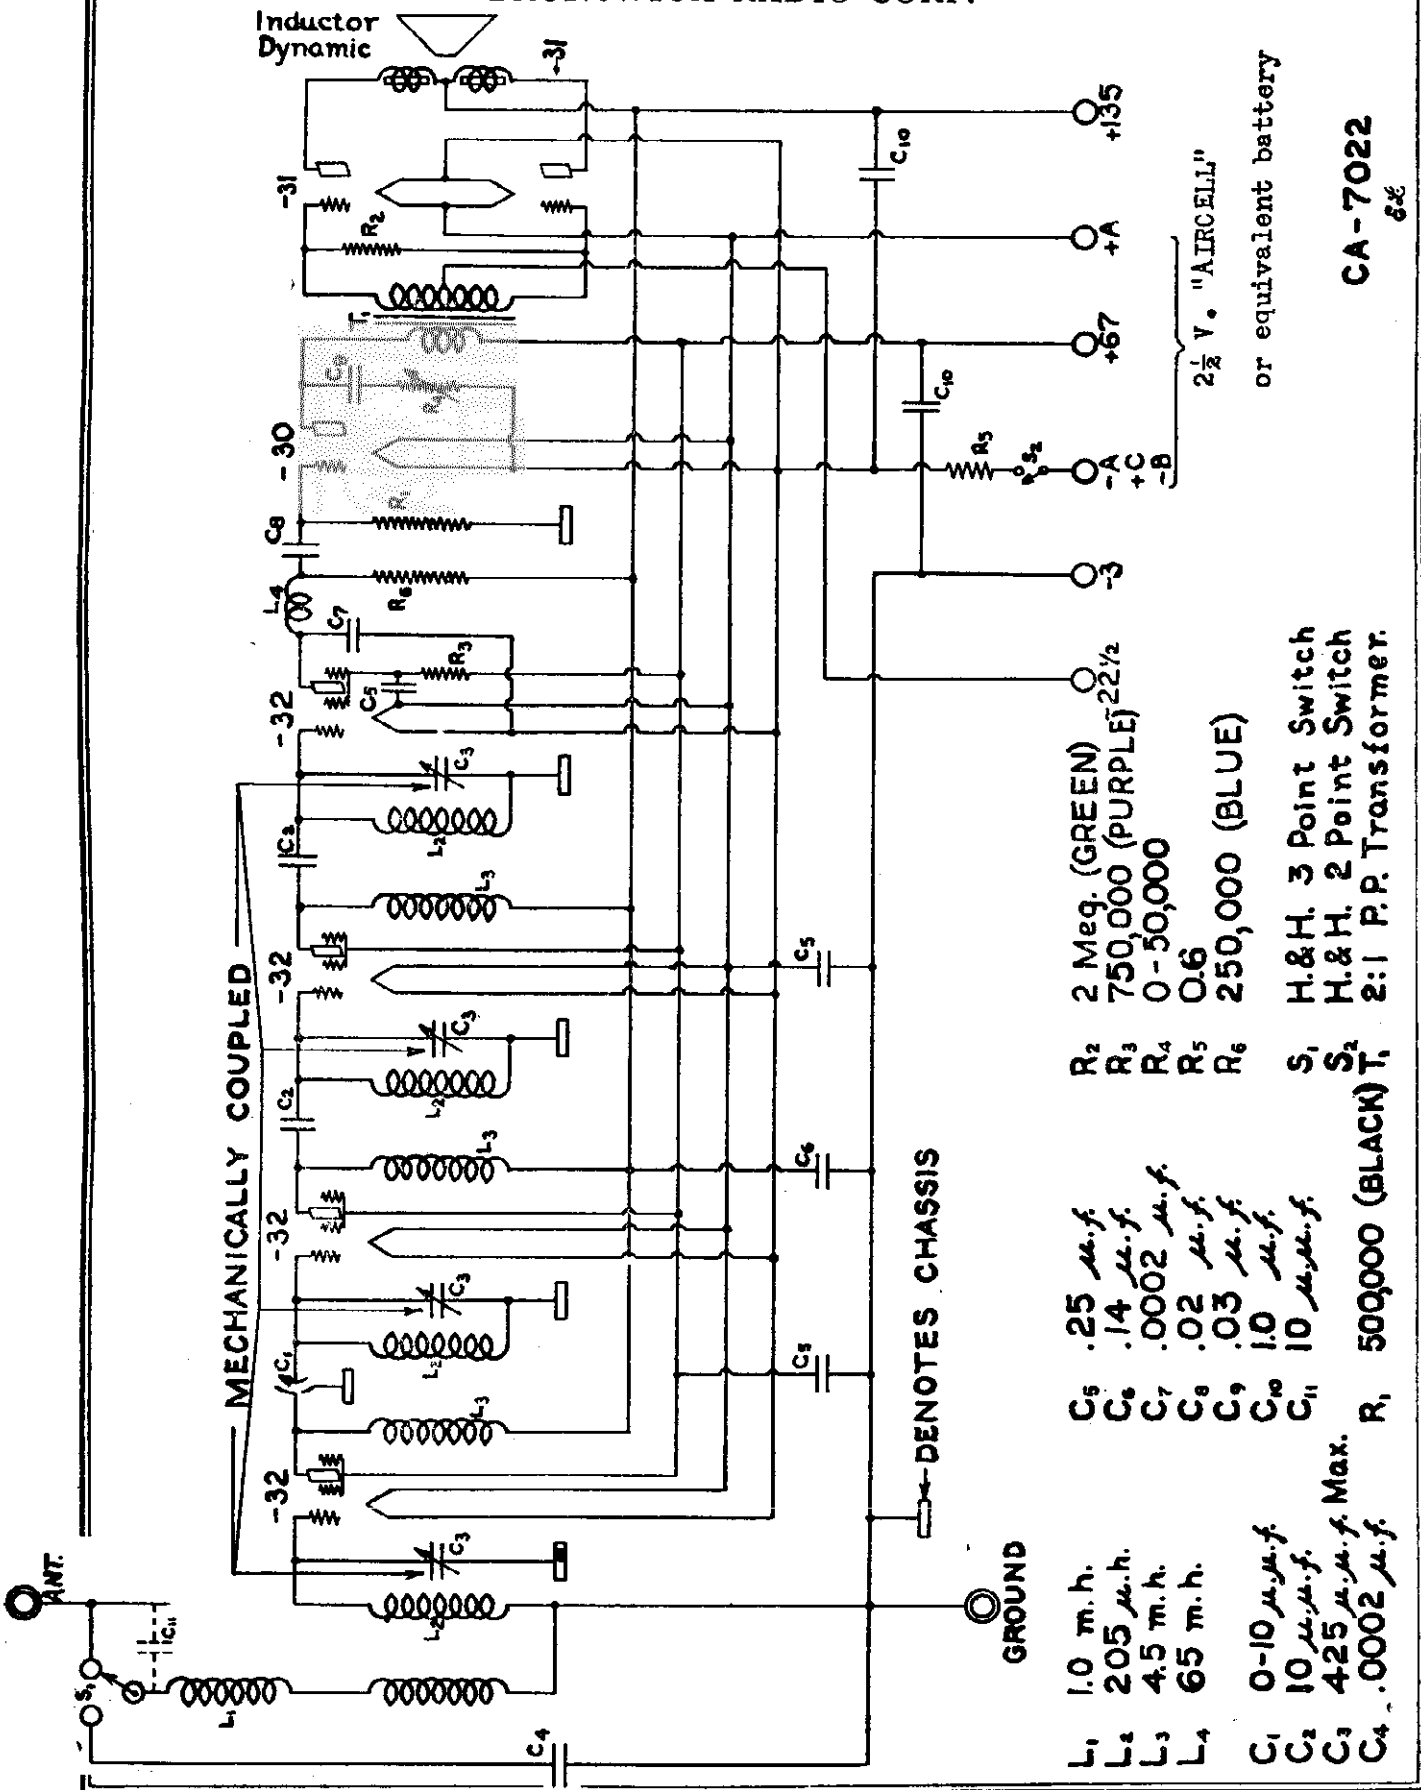 Inductor
Dynamic
-31
-31
R2
T1
-30
C9
R4
R1
C8
R6
L4
C7
R3
C5
-32
C3
L2
C2
L3
-32
C3
L2
C2
L3
-32
C3
L2
C1
L3
-32
C3
L2
MECHANICALLY COUPLED
ANT.
S1
C11
L1
C4
C10
C10
R5
S2
C5
C6
C5
+135
+A
+67
-A
+C
-B
-3
-22½
2½ V. "AIRCELL"
or equivalent battery
CA-7022
DENOTES CHASSIS
GROUND
L1 1.0 m.h.
L2 205 µ.h.
L3 4.5 m.h.
L4 65 m.h.
C1 0-10 µ.µ.f.
C2 10 µ.µ.f.
C3 425 µ.µ.f. Max.
C4 .0002 µ.f.
C5 .25 µ.f.
C6 .14 µ.f.
C7 .0002 µ.f.
C8 .02 µ.f.
C9 .03 µ.f.
C10 1.0 µ.f.
C11 10 µ.µ.f.
R1 500,000 (BLACK)
R2 2 Meg. (GREEN)
R3 750,000 (PURPLE)
R4 0-50,000
R5 0.6
R6 250,000 (BLUE)
S1 H.&H. 3 Point Switch
S2 H.&H. 2 Point Switch
T1 2:1 P.P. Transformer.